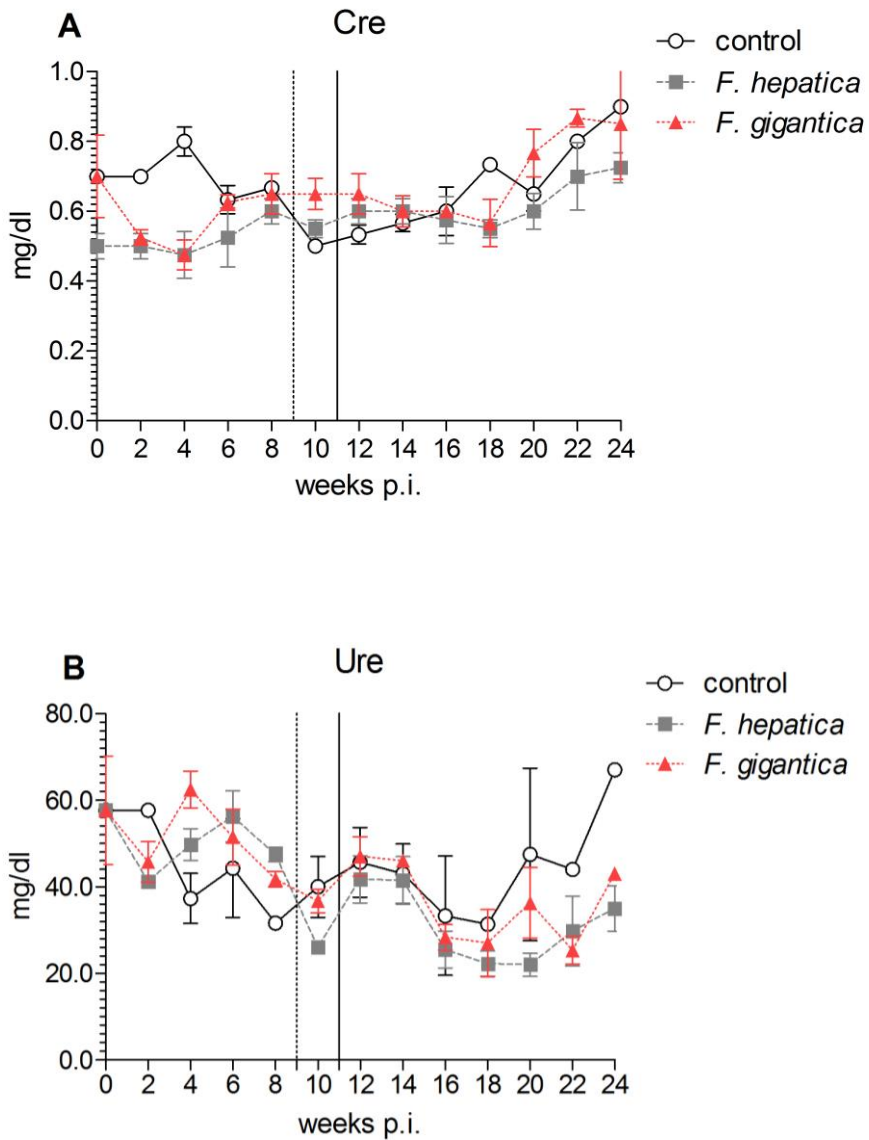 A
Cre
control
F. hepatica
F. gigantica
1.0
0.8
0.6
0.4
0.2
0.0
mg/dl
0 2 4 6 8 10 12 14 16 18 20 22 24
weeks p.i.
B
Ure
control
F. hepatica
F. gigantica
80.0
60.0
40.0
20.0
0.0
mg/dl
0 2 4 6 8 10 12 14 16 18 20 22 24
weeks p.i.